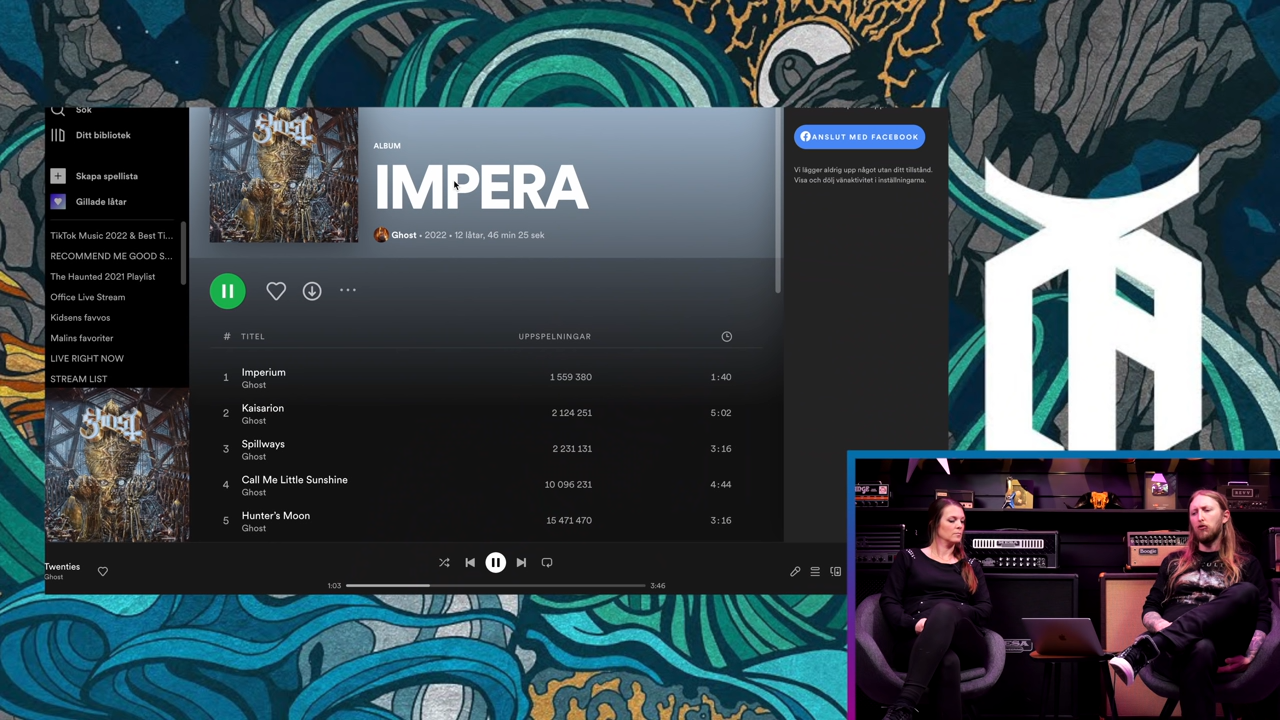 Sök
Ditt bibliotek
Skapa spellista
Gillade låtar
TikTok Music 2022 & Best Ti...
RECOMMEND ME GOOD S...
The Haunted 2021 Playlist
Office Live Stream
Kidsens favvos
Malins favoriter
LIVE RIGHT NOW
STREAM LIST
Ghost
Ghost
ALBUM
IMPERA
Ghost • 2022 • 12 låtar, 46 min 25 sek
ANSLUT MED FACEBOOK
Vi lägger aldrig upp något utan ditt tillstånd.
Visa och dölj vänaktivitet i inställningarna.
# TITEL UPPSPELNINGAR
1 Imperium 1 559 380 1:40
Ghost
2 Kaisarion 2 124 251 5:02
Ghost
3 Spillways 2 231 131 3:16
Ghost
4 Call Me Little Sunshine 10 096 231 4:44
Ghost
5 Hunter's Moon 15 471 470 3:16
Ghost
Twenties
Ghost
1:03 3:46